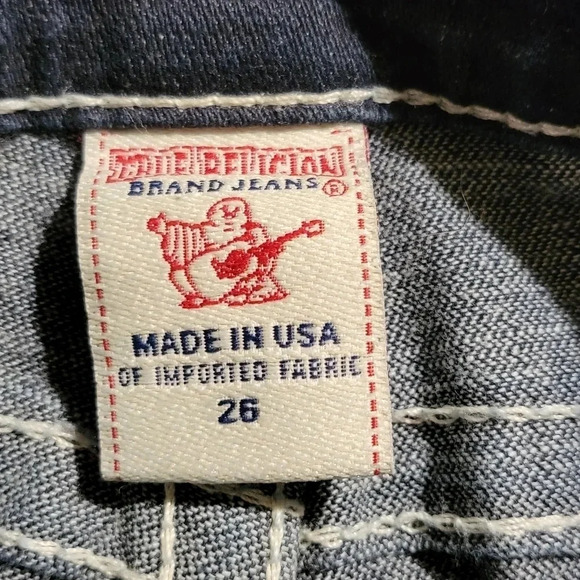 TRUE RELIGION
BRAND JEANS ®
MADE IN USA
OF IMPORTED FABRIC
26